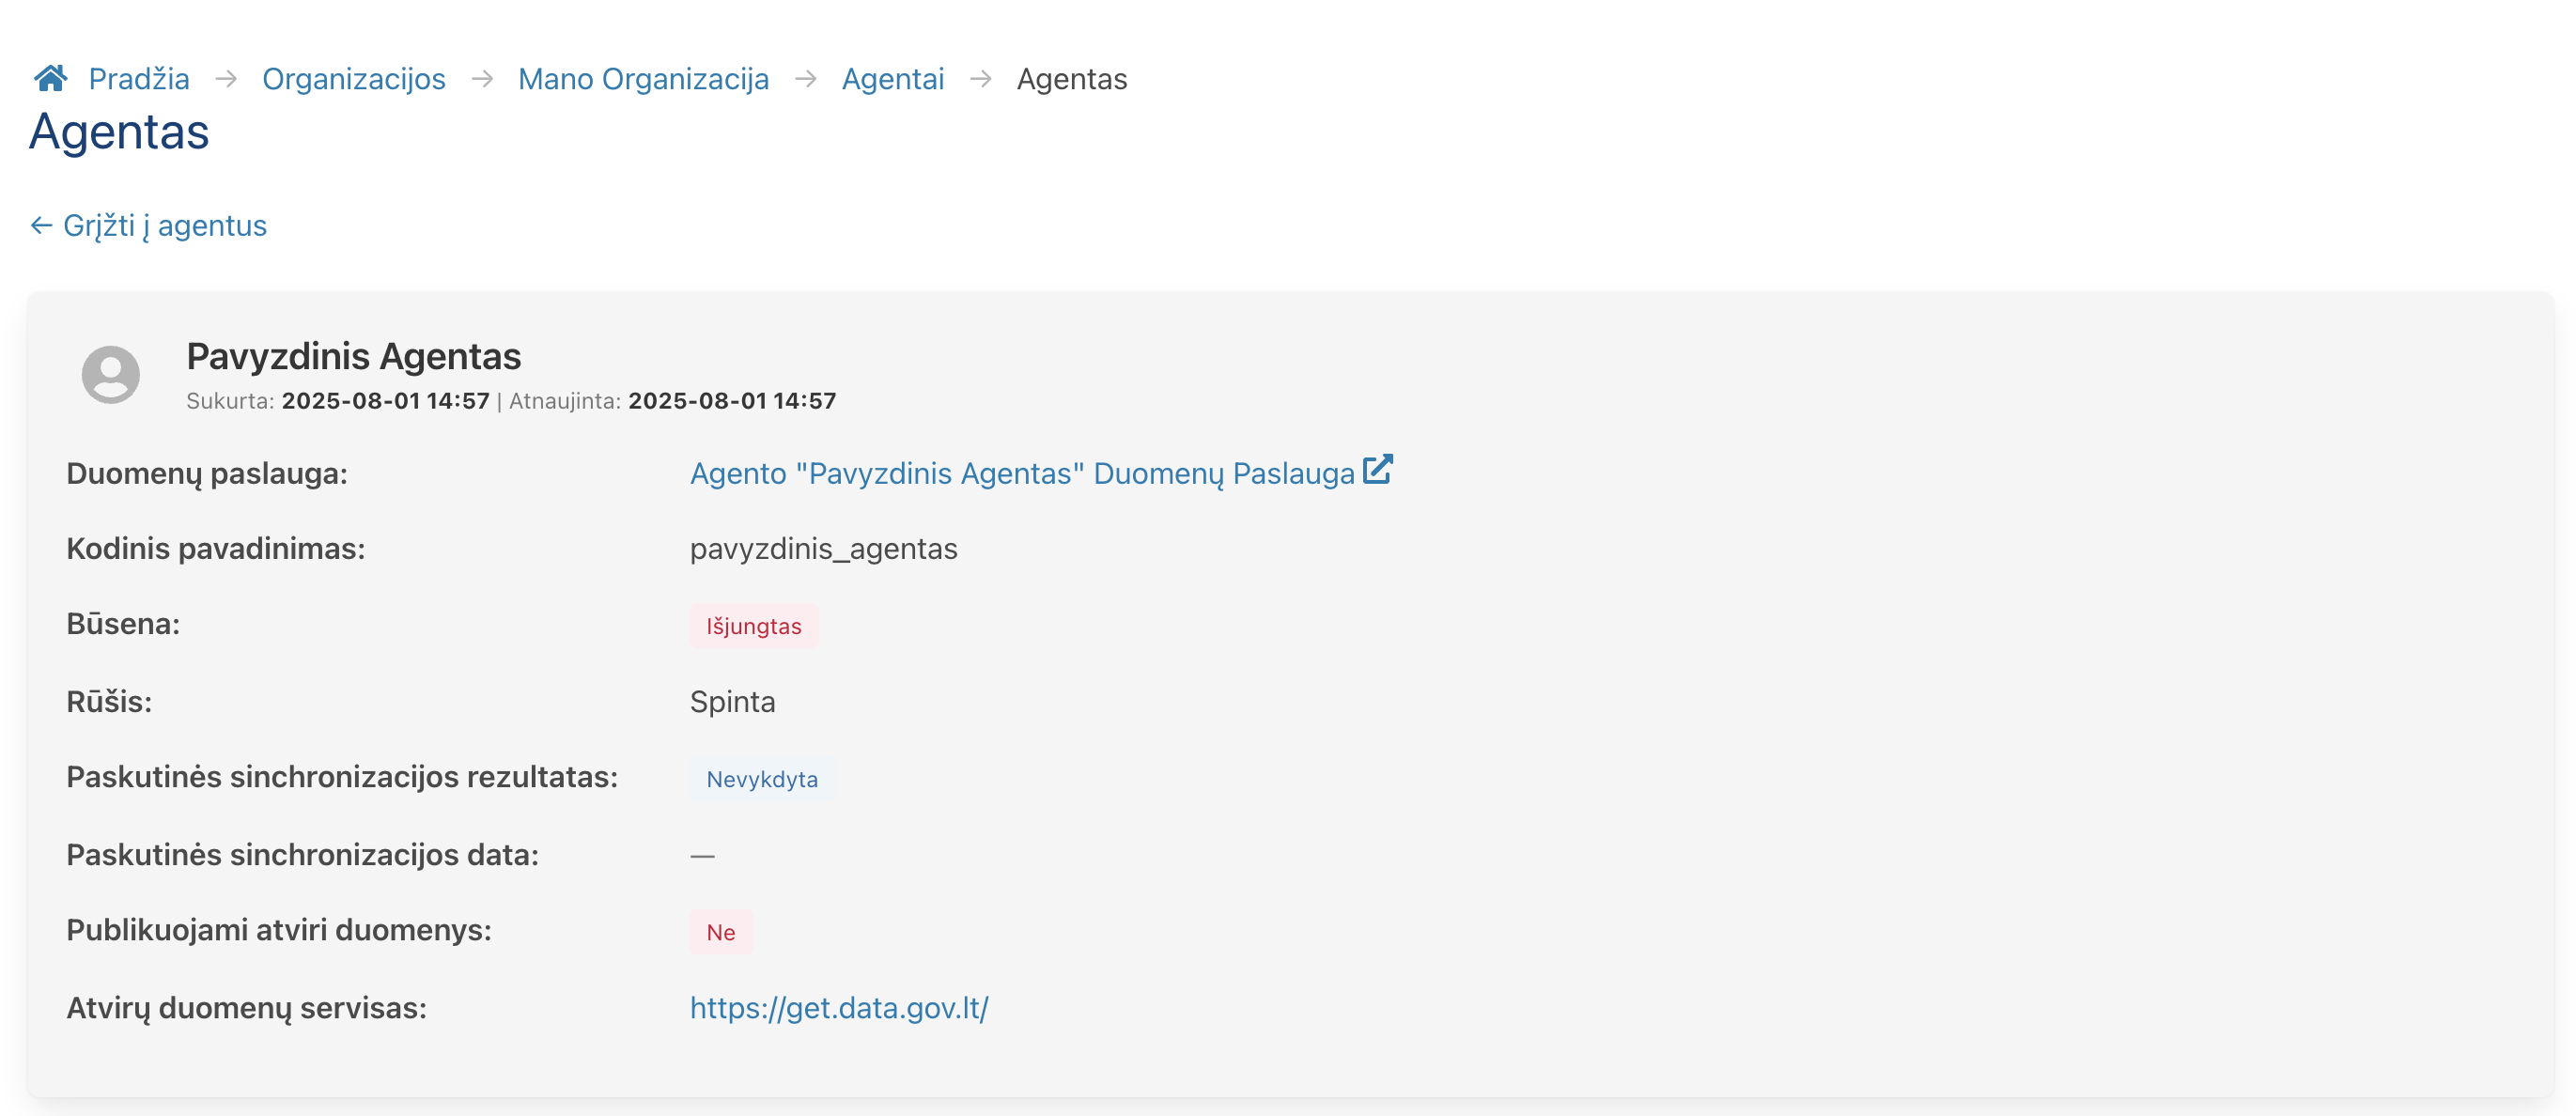 Pradžia → Organizacijos → Mano Organizacija → Agentai → Agentas
Agentas
← Grįžti į agentus
Pavyzdinis Agentas
Sukurta: 2025-08-01 14:57 | Atnaujinta: 2025-08-01 14:57
Duomenų paslauga: Agento "Pavyzdinis Agentas" Duomenų Paslauga
Kodinis pavadinimas: pavyzdinis_agentas
Būsena: Išjungtas
Rūšis: Spinta
Paskutinės sinchronizacijos rezultatas: Nevykdyta
Paskutinės sinchronizacijos data: —
Publikuojami atviri duomenys: Ne
Atvirų duomenų servisas: https://get.data.gov.lt/